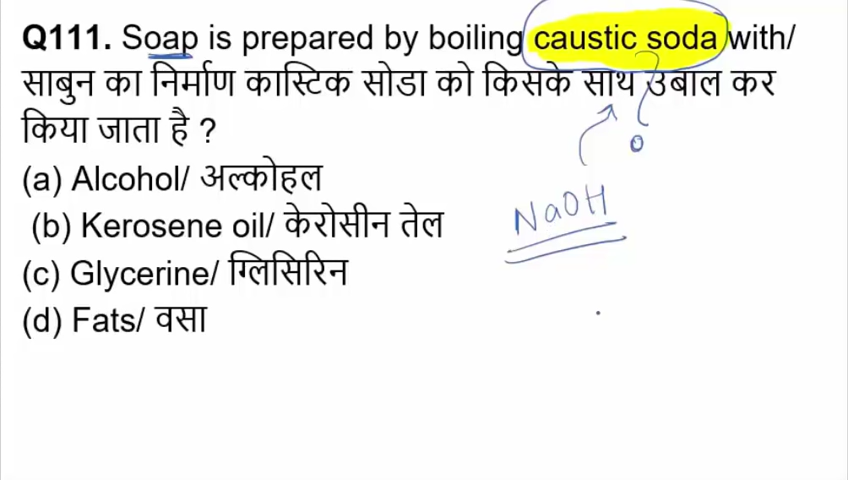 Q111. Soap is prepared by boiling caustic soda with/
साबुन का निर्माण कास्टिक सोडा को किसके साथ उबाल कर
किया जाता है ?
(a) Alcohol/ अल्कोहल
(b) Kerosene oil/ केरोसीन तेल
NaOH
(c) Glycerine/ ग्लिसिरिन
(d) Fats/ वसा